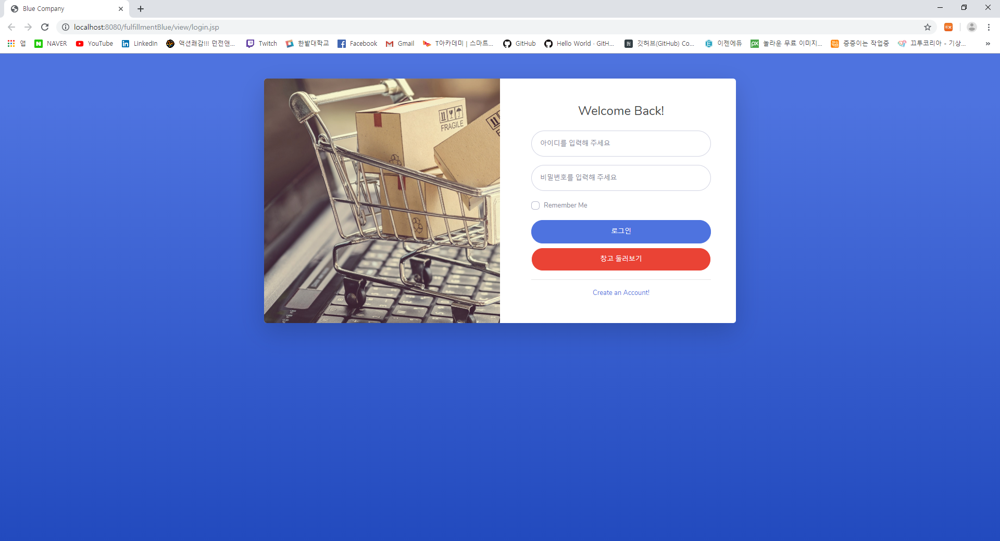 Blue Company
localhost:8080/fulfillmentBlue/view/login.jsp
앱 NAVER YouTube LinkedIn 액션쾌감!!! 던전앤... Twitch 한밭대학교 Facebook Gmail T아카데미 | 스마트... GitHub Hello World · GitH... 깃허브(GitHub) Co... 이젠에듀 놀라운 무료 이미지... 증증이는 작업중 끄투코리아 - 기상... »
FRAGILE
Welcome Back!
아이디를 입력해 주세요
비밀번호를 입력해 주세요
Remember Me
로그인
창고 둘러보기
Create an Account!